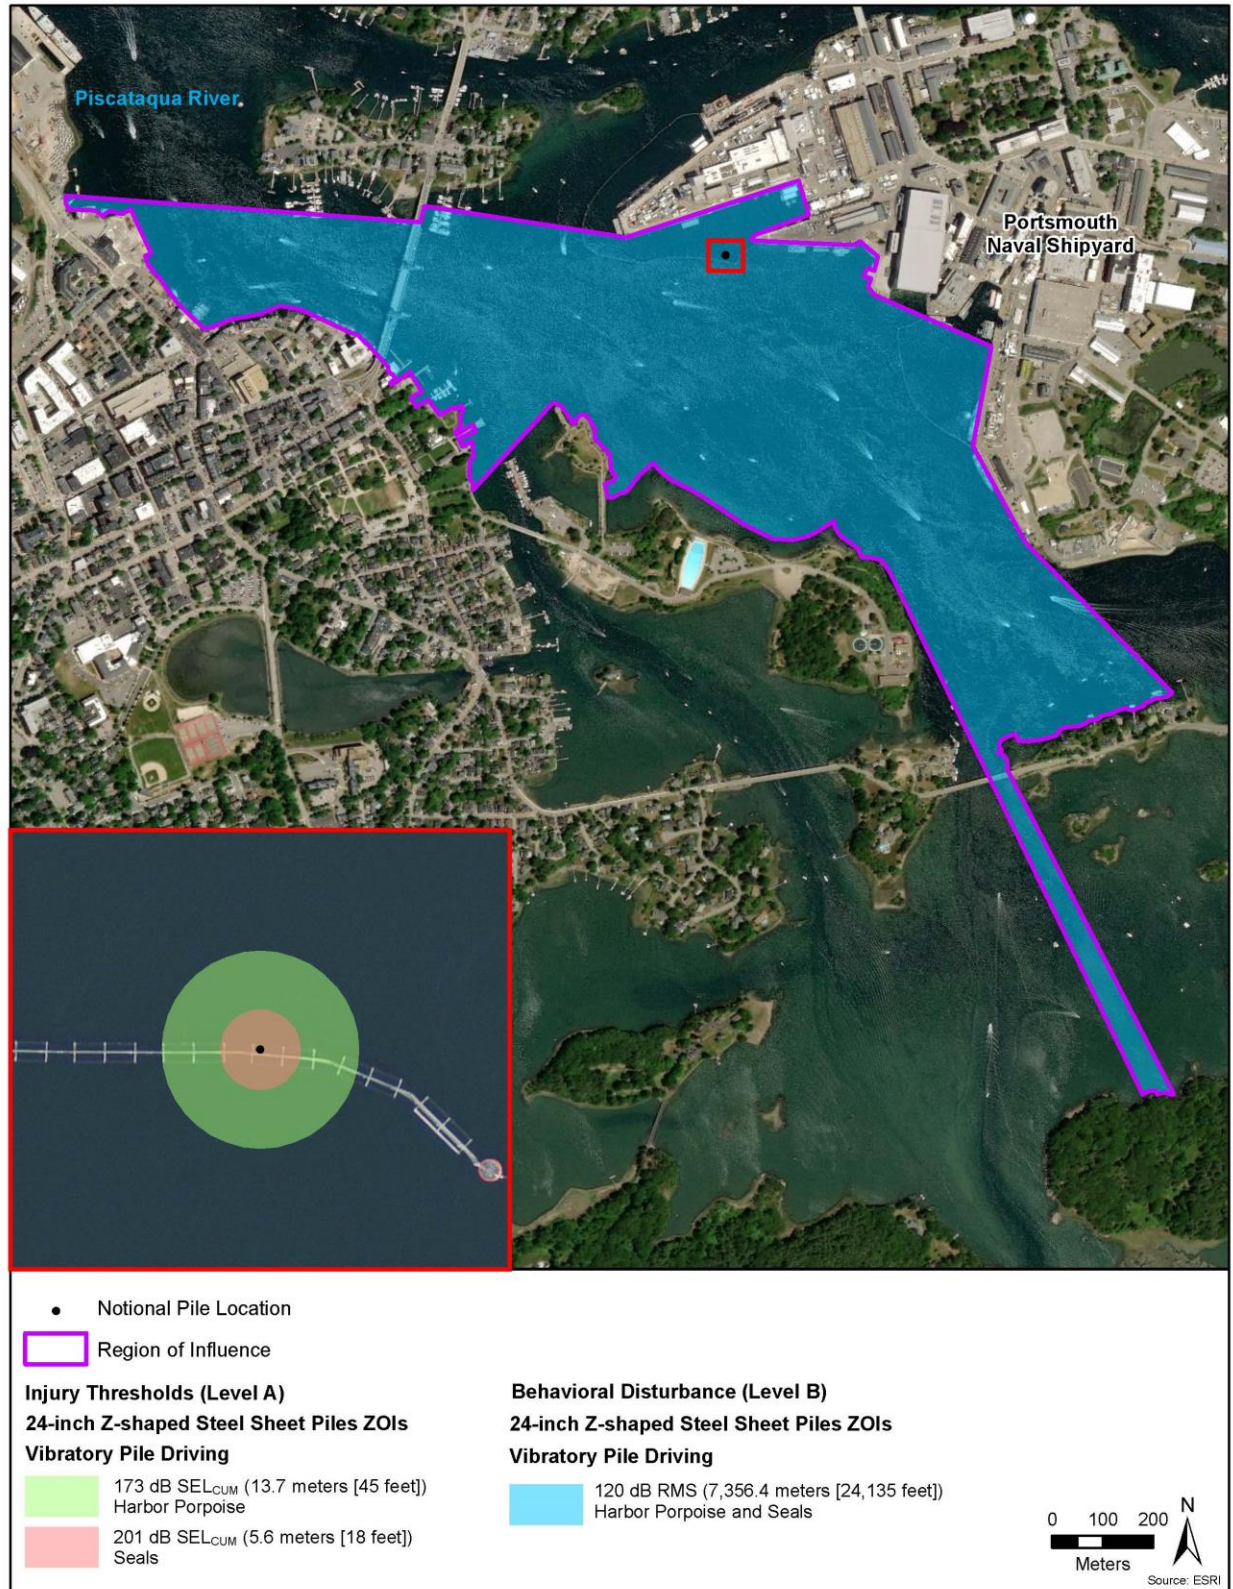 Piscataqua River
Portsmouth
Naval Shipyard
Notional Pile Location
Region of Influence
Injury Thresholds (Level A)
24-inch Z-shaped Steel Sheet Piles ZOIs
Vibratory Pile Driving
173 dB SELCUM (13.7 meters [45 feet])
Harbor Porpoise
201 dB SELCUM (5.6 meters [18 feet])
Seals
Behavioral Disturbance (Level B)
24-inch Z-shaped Steel Sheet Piles ZOIs
Vibratory Pile Driving
120 dB RMS (7,356.4 meters [24,135 feet])
Harbor Porpoise and Seals
0 100 200
Meters
N
Source: ESRI